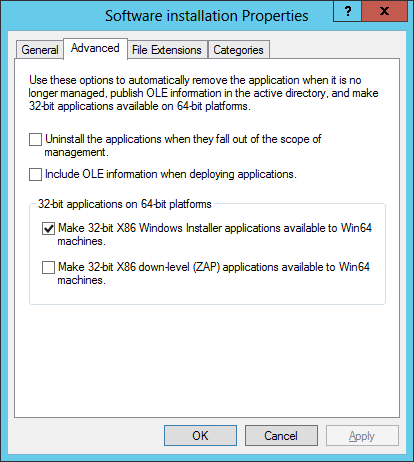 Software installation Properties
? X
General Advanced File Extensions Categories
Use these options to automatically remove the application when it is no
longer managed, publish OLE information in the active directory, and make
32-bit applications available on 64-bit platforms.
Uninstall the applications when they fall out of the scope of
management.
Include OLE information when deploying applications.
32-bit applications on 64-bit platforms
Make 32-bit X86 Windows Installer applications available to Win64
machines.
Make 32-bit X86 down-level (ZAP) applications available to Win64
machines.
OK Cancel Apply